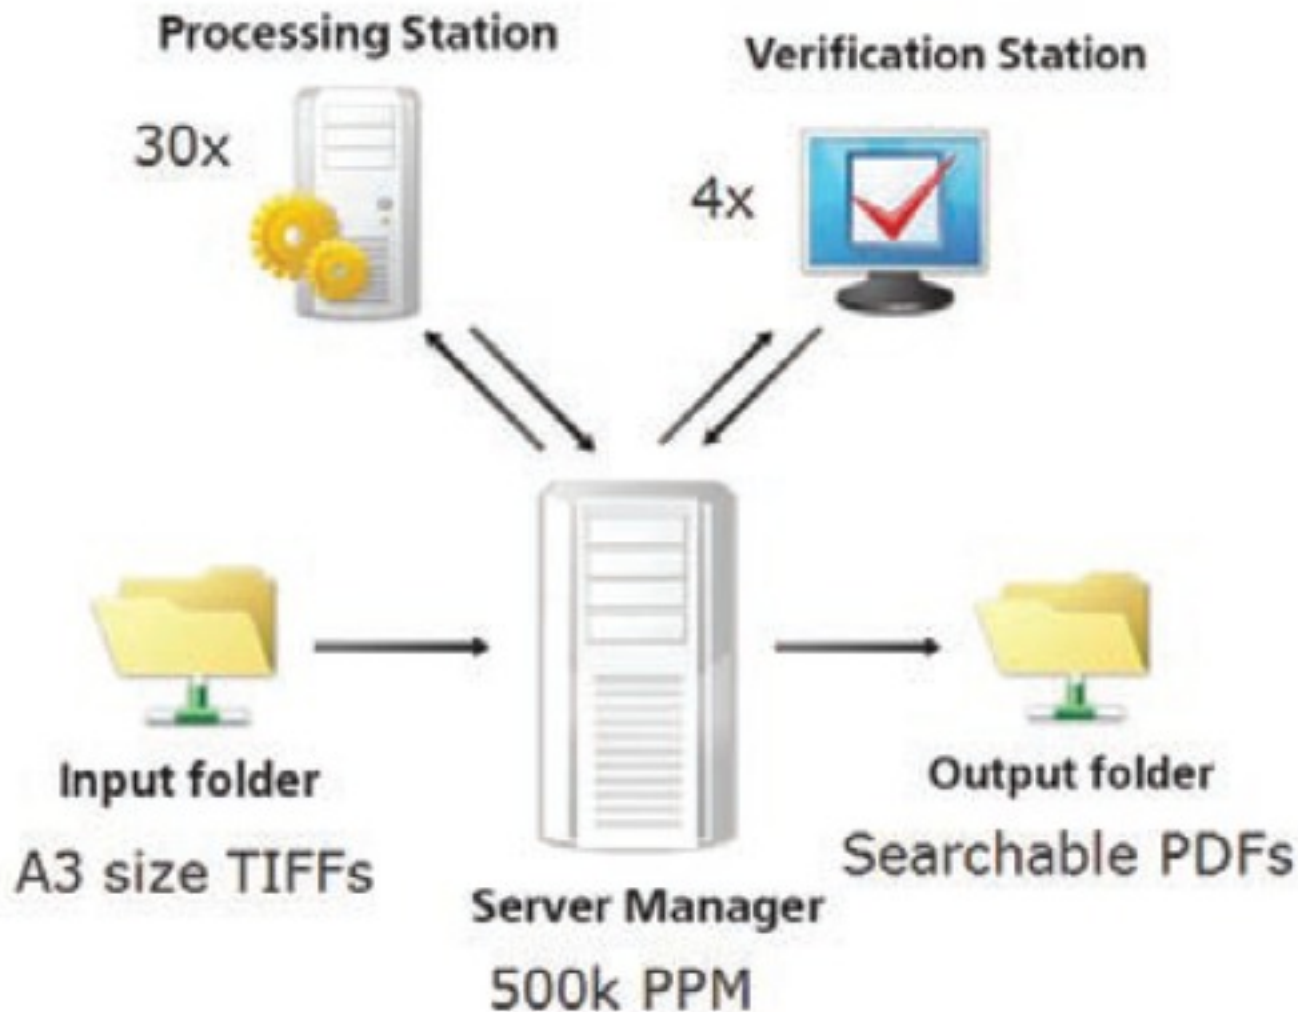 Processing Station
Verification Station
30x
4x
Input folder
A3 size TIFFs
Output folder
Searchable PDFs
Server Manager
500k PPM